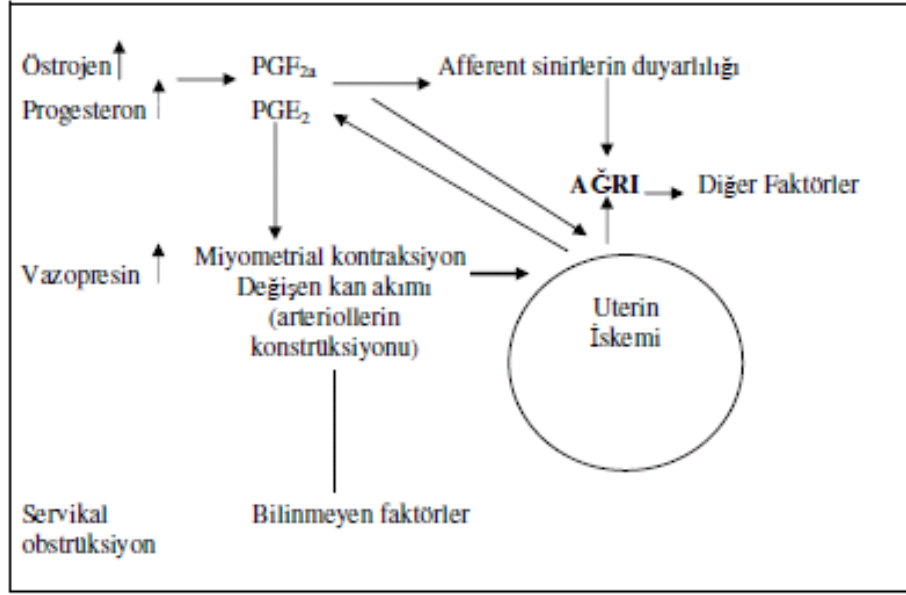 Östrojen
PGF2a
Afferent sinirlerin duyarlılığı
Progesteron
PGE2
AĞRI
Diğer Faktörler
Vazopresin
Miyometrial kontraksiyon
Değişen kan akımı
(arteriollerin
konstrüksiyonu)
Uterin
İskemi
Servikal
obstrüksiyon
Bilinmeyen faktörler